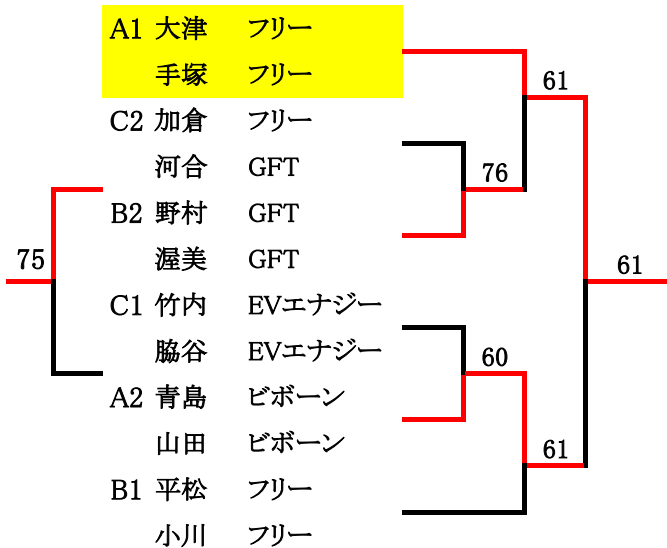 A1 大津 フリー
手塚 フリー
61
C2 加倉 フリー
河合 GFT
76
B2 野村 GFT
渥美 GFT
75
61
C1 竹内 EVエナジー
脇谷 EVエナジー
60
A2 青島 ビボーン
山田 ビボーン
61
B1 平松 フリー
小川 フリー